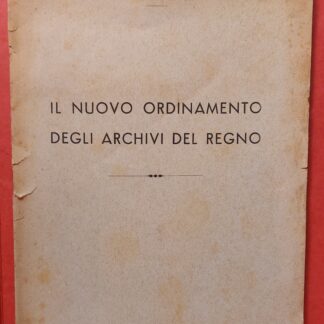 IL NUOVO ORDINAMENTO
DEGLI ARCHIVI DEL REGNO